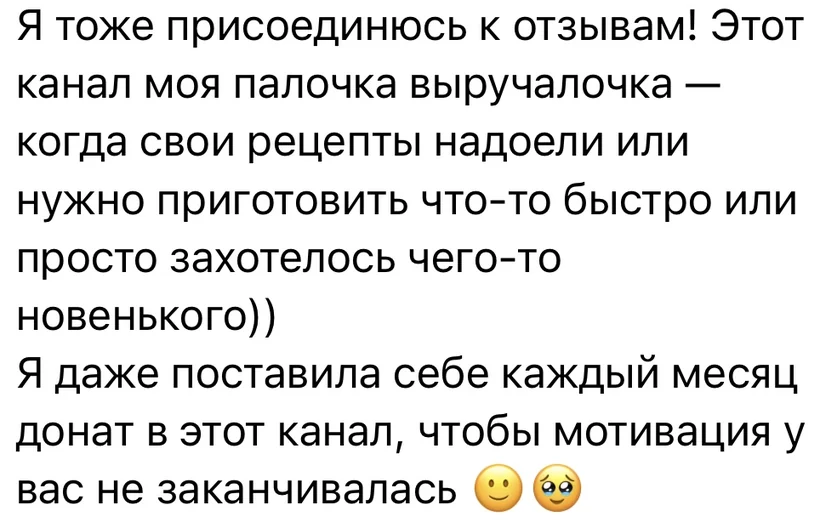 Я тоже присоединюсь к отзывам! Этот
канал моя палочка выручалочка —
когда свои рецепты надоели или
нужно приготовить что-то быстро или
просто захотелось чего-то
новенького))
Я даже поставила себе каждый месяц
донат в этот канал, чтобы мотивация у
вас не заканчивалась 🙂🥹